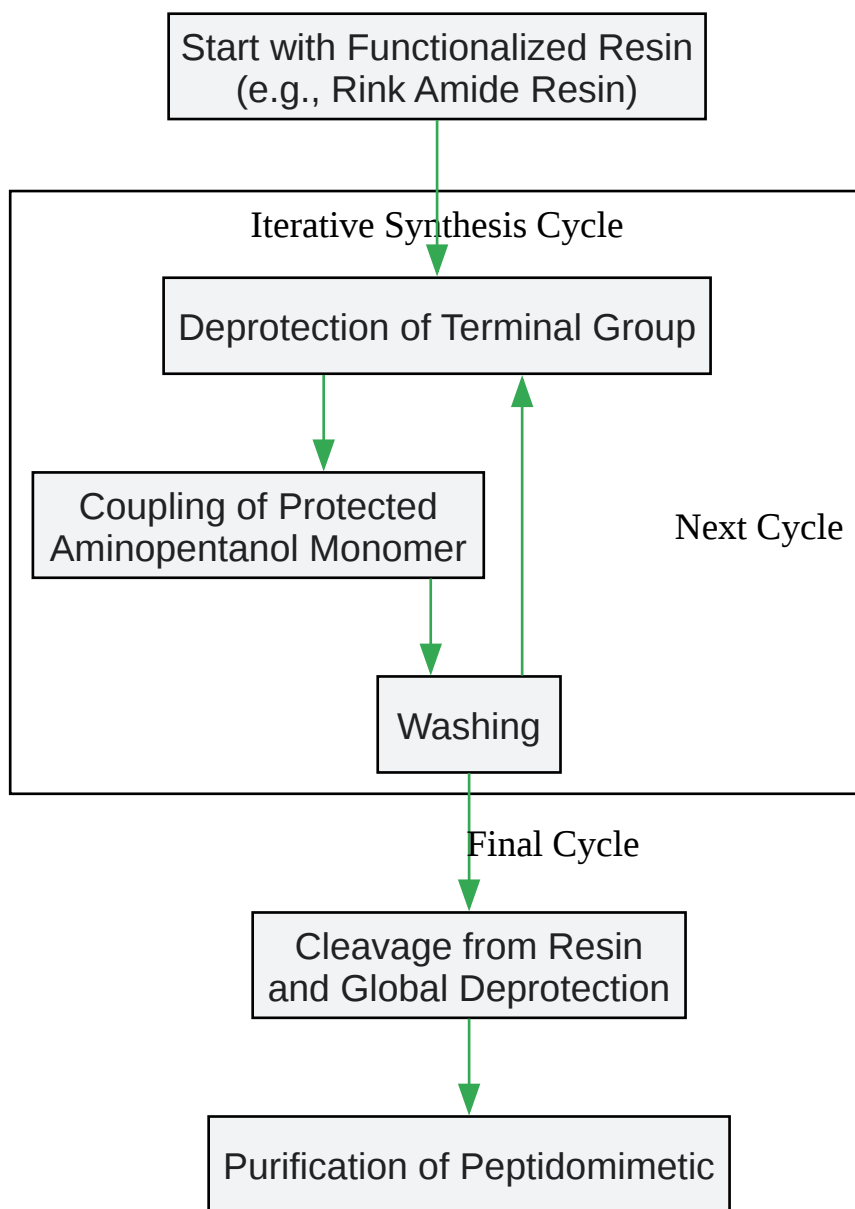 Start with Functionalized Resin
(e.g., Rink Amide Resin)
Iterative Synthesis Cycle
Deprotection of Terminal Group
Coupling of Protected
Aminopentanol Monomer
Next Cycle
Washing
Final Cycle
Cleavage from Resin
and Global Deprotection
Purification of Peptidomimetic